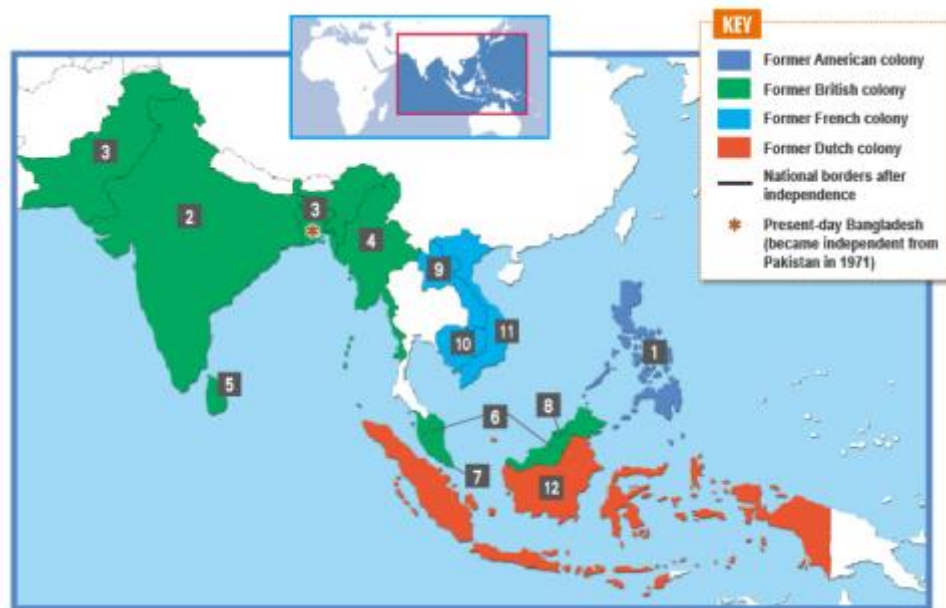 KEY
Former American colony
Former British colony
Former French colony
Former Dutch colony
National borders after
independence
* Present-day Bangladesh
(became independent from
Pakistan in 1971)
3
2
3
*
4
9
10
11
1
5
6
8
7
12